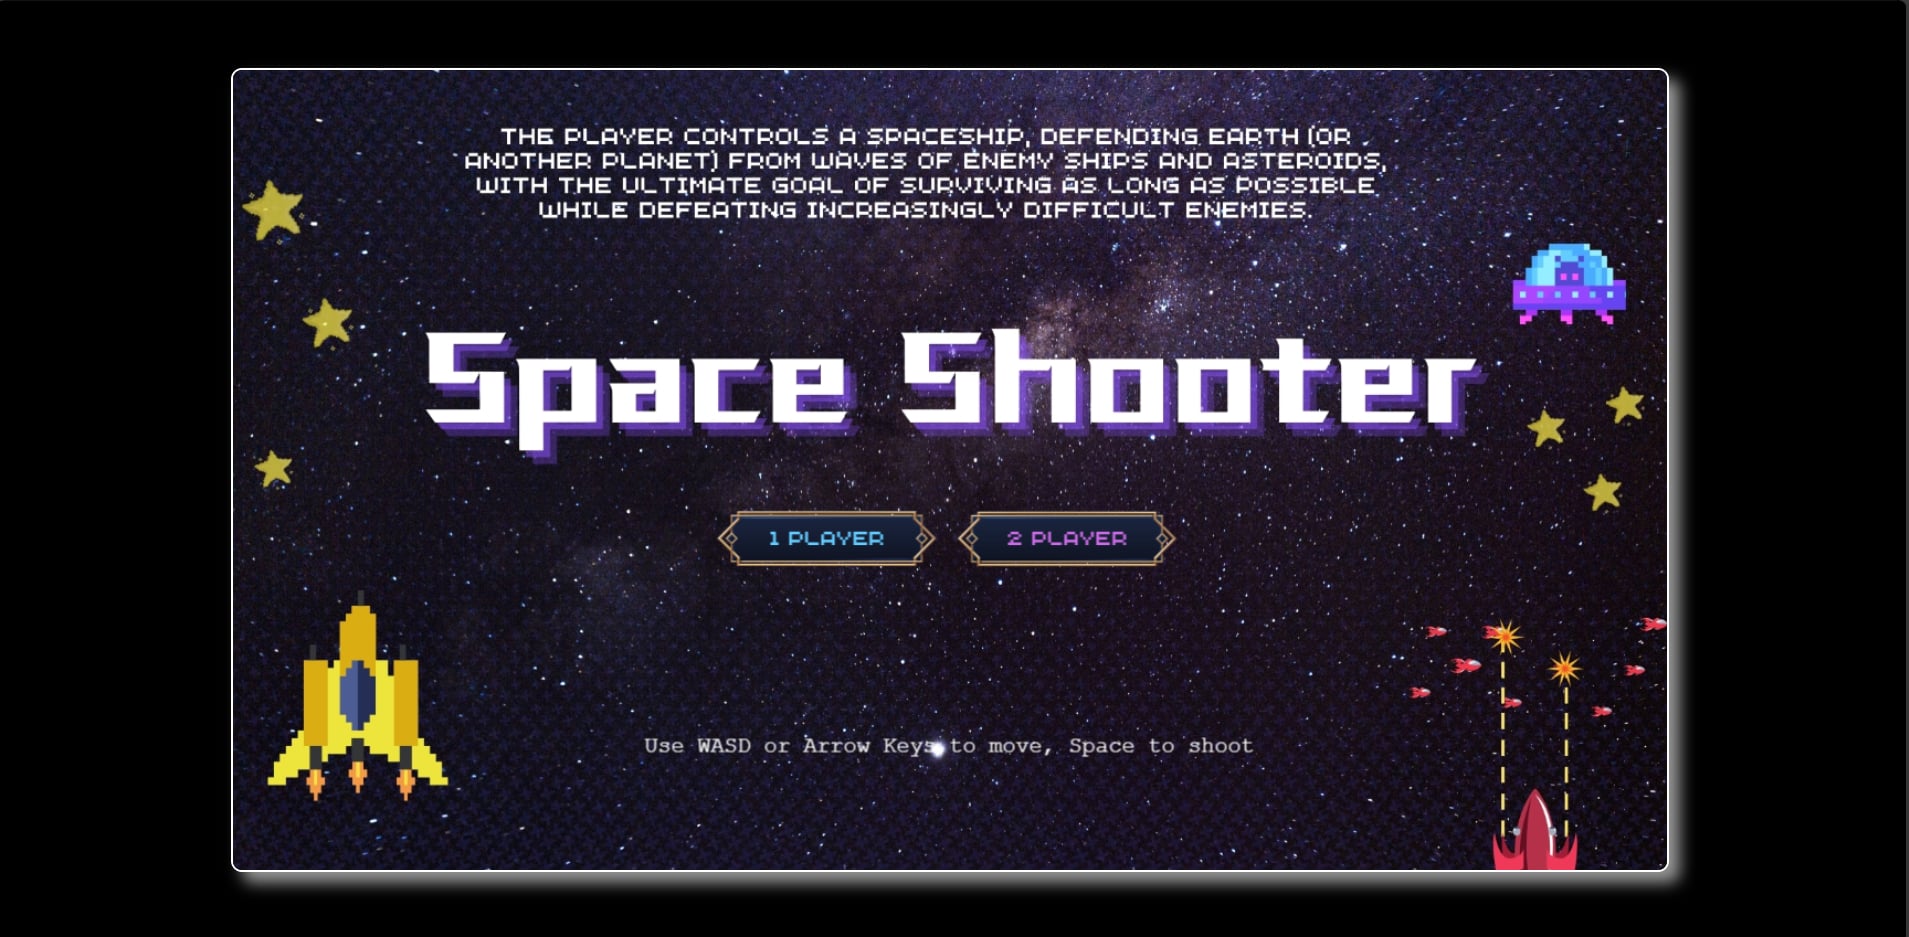 THE PLAYER CONTROLS A SPACESHIP, DEFENDING EARTH (OR
ANOTHER PLANET) FROM WAVES OF ENEMY SHIPS AND ASTEROIDS,
WITH THE ULTIMATE GOAL OF SURVIVING AS LONG AS POSSIBLE
WHILE DEFEATING INCREASINGLY DIFFICULT ENEMIES.
Space Shooter
1 PLAYER
2 PLAYER
Use WASD or Arrow Keys to move, Space to shoot